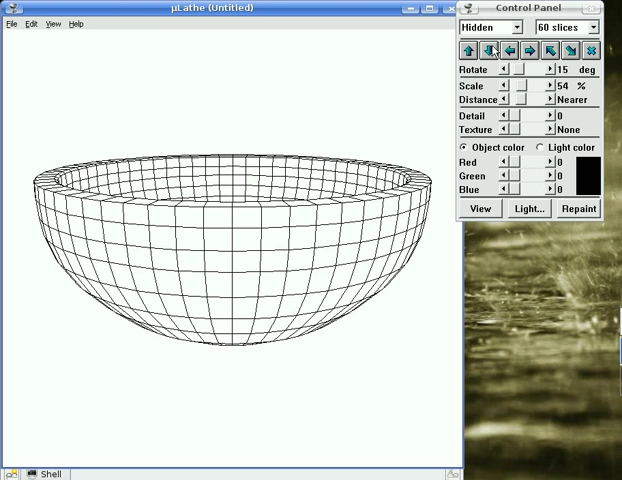 µLathe (Untitled)
File Edit View Help
Control Panel
Hidden 60 slices
Rotate 15 deg
Scale 54 %
Distance Nearer
Detail 0
Texture None
Object color Light color
Red 0
Green 0
Blue 0
View Light... Repaint
Shell